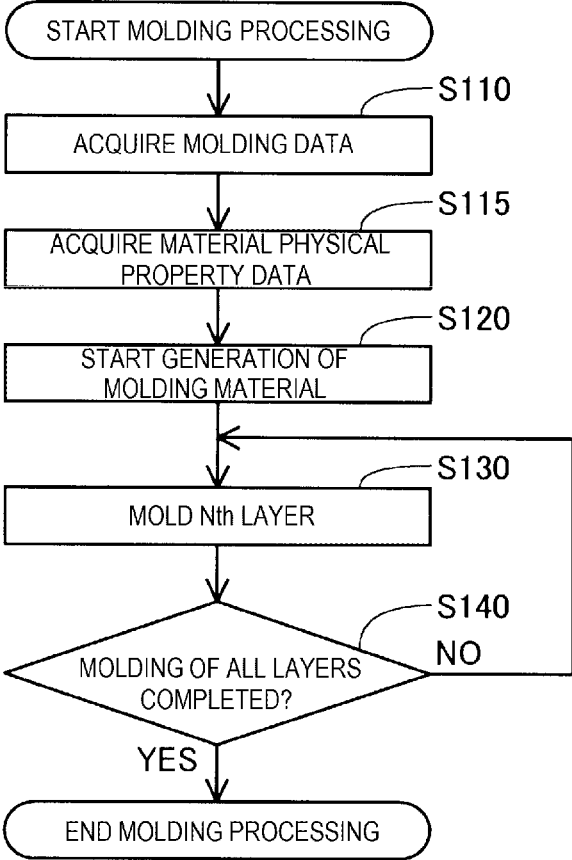 START MOLDING PROCESSING
S110
ACQUIRE MOLDING DATA
S115
ACQUIRE MATERIAL PHYSICAL
PROPERTY DATA
S120
START GENERATION OF
MOLDING MATERIAL
S130
MOLD Nth LAYER
S140
MOLDING OF ALL LAYERS
COMPLETED?
NO
YES
END MOLDING PROCESSING